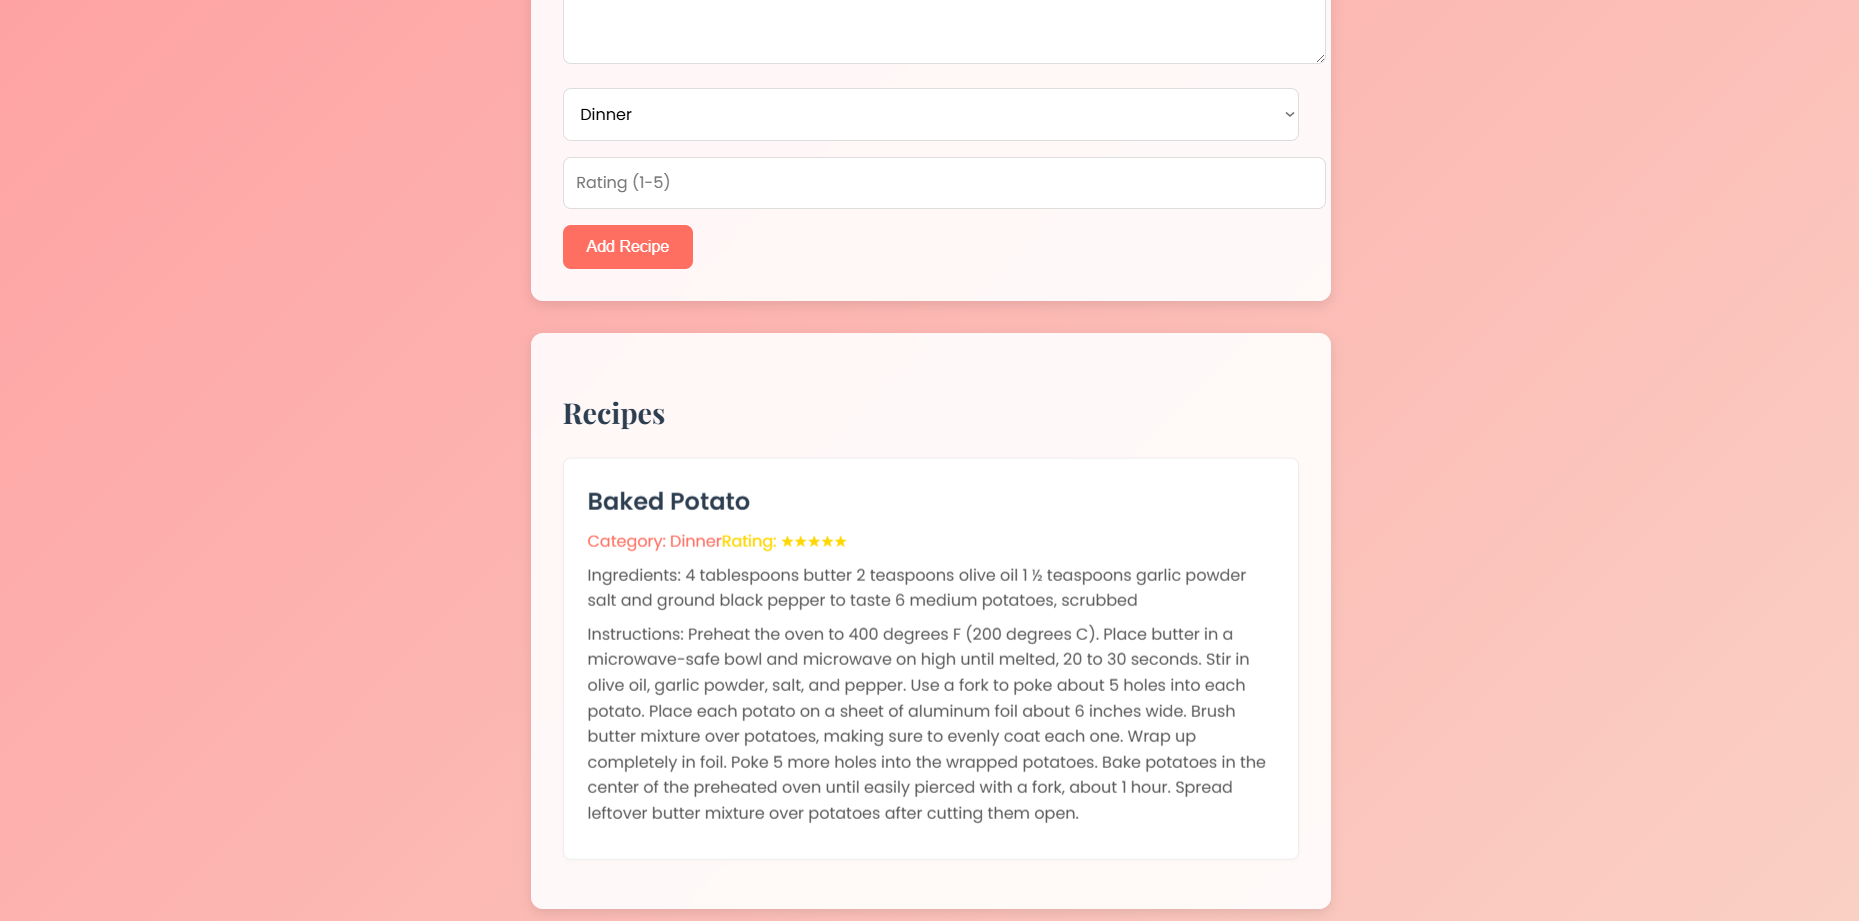 Dinner
Rating (1-5)
Add Recipe
Recipes
Baked Potato
Category: DinnerRating: ★★★★★
Ingredients: 4 tablespoons butter 2 teaspoons olive oil 1 ½ teaspoons garlic powder
salt and ground black pepper to taste 6 medium potatoes, scrubbed
Instructions: Preheat the oven to 400 degrees F (200 degrees C). Place butter in a
microwave-safe bowl and microwave on high until melted, 20 to 30 seconds. Stir in
olive oil, garlic powder, salt, and pepper. Use a fork to poke about 5 holes into each
potato. Place each potato on a sheet of aluminum foil about 6 inches wide. Brush
butter mixture over potatoes, making sure to evenly coat each one. Wrap up
completely in foil. Poke 5 more holes into the wrapped potatoes. Bake potatoes in the
center of the preheated oven until easily pierced with a fork, about 1 hour. Spread
leftover butter mixture over potatoes after cutting them open.